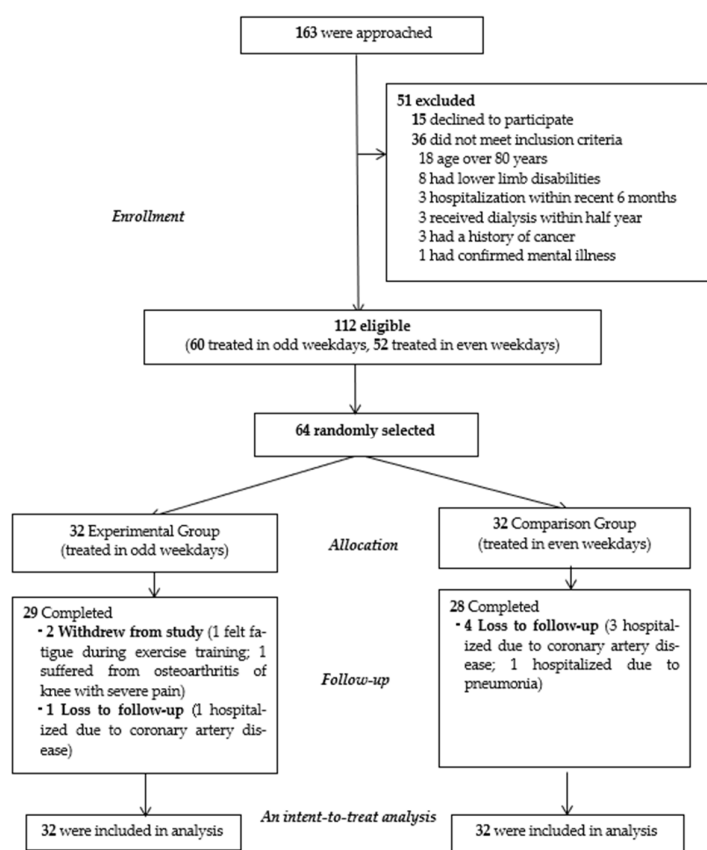 163 were approached
51 excluded
15 declined to participate
36 did not meet inclusion criteria
18 age over 80 years
8 had lower limb disabilities
3 hospitalization within recent 6 months
3 received dialysis within half year
3 had a history of cancer
1 had confirmed mental illness
Enrollment
112 eligible
(60 treated in odd weekdays, 52 treated in even weekdays)
64 randomly selected
32 Experimental Group
(treated in odd weekdays)
Allocation
32 Comparison Group
(treated in even weekdays)
29 Completed
- 2 Withdrew from study (1 felt fa-
tigue during exercise training; 1
suffered from osteoarthritis of
knee with severe pain)
- 1 Loss to follow-up (1 hospital-
ized due to coronary artery dis-
ease)
Follow-up
28 Completed
- 4 Loss to follow-up (3 hospital-
ized due to coronary artery dis-
ease; 1 hospitalized due to
pneumonia)
An intent-to-treat analysis
32 were included in analysis
32 were included in analysis